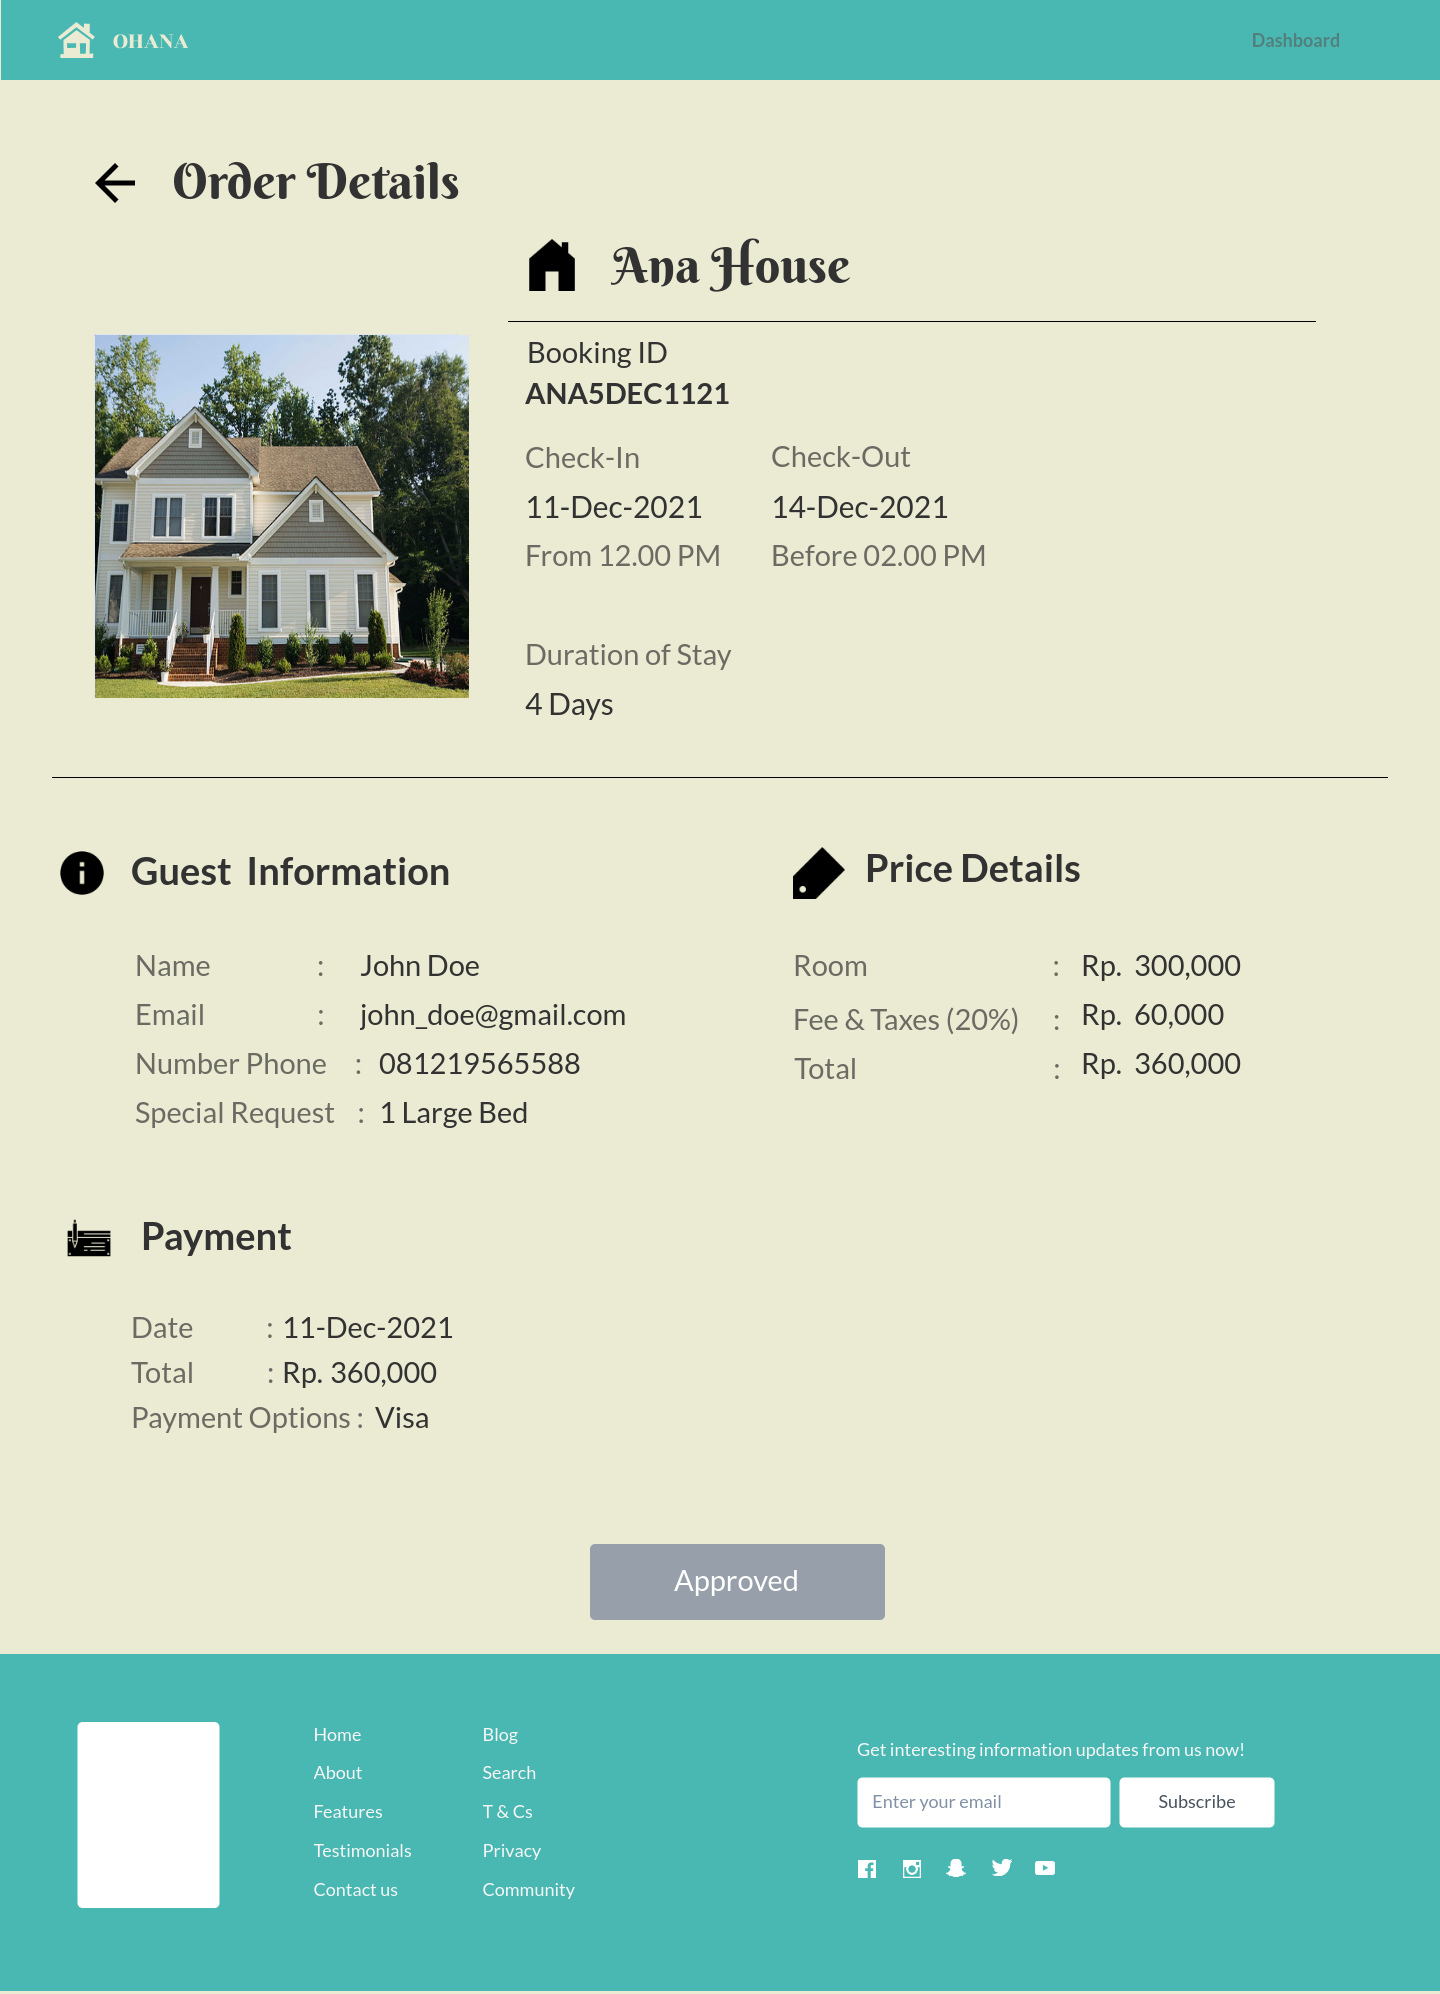 OHANA
Dashboard
Order Details
Ana House
Booking ID
ANA5DEC1121
Check-In Check-Out
11-Dec-2021 14-Dec-2021
From 12.00 PM Before 02.00 PM
Duration of Stay
4 Days
Guest Information
Name : John Doe
Email : john_doe@gmail.com
Number Phone : 081219565588
Special Request : 1 Large Bed
Price Details
Room : Rp. 300,000
Fee & Taxes (20%) : Rp. 60,000
Total : Rp. 360,000
Payment
Date : 11-Dec-2021
Total : Rp. 360,000
Payment Options : Visa
Approved
Home
About
Features
Testimonials
Contact us
Blog
Search
T & Cs
Privacy
Community
Get interesting information updates from us now!
Enter your email
Subscribe